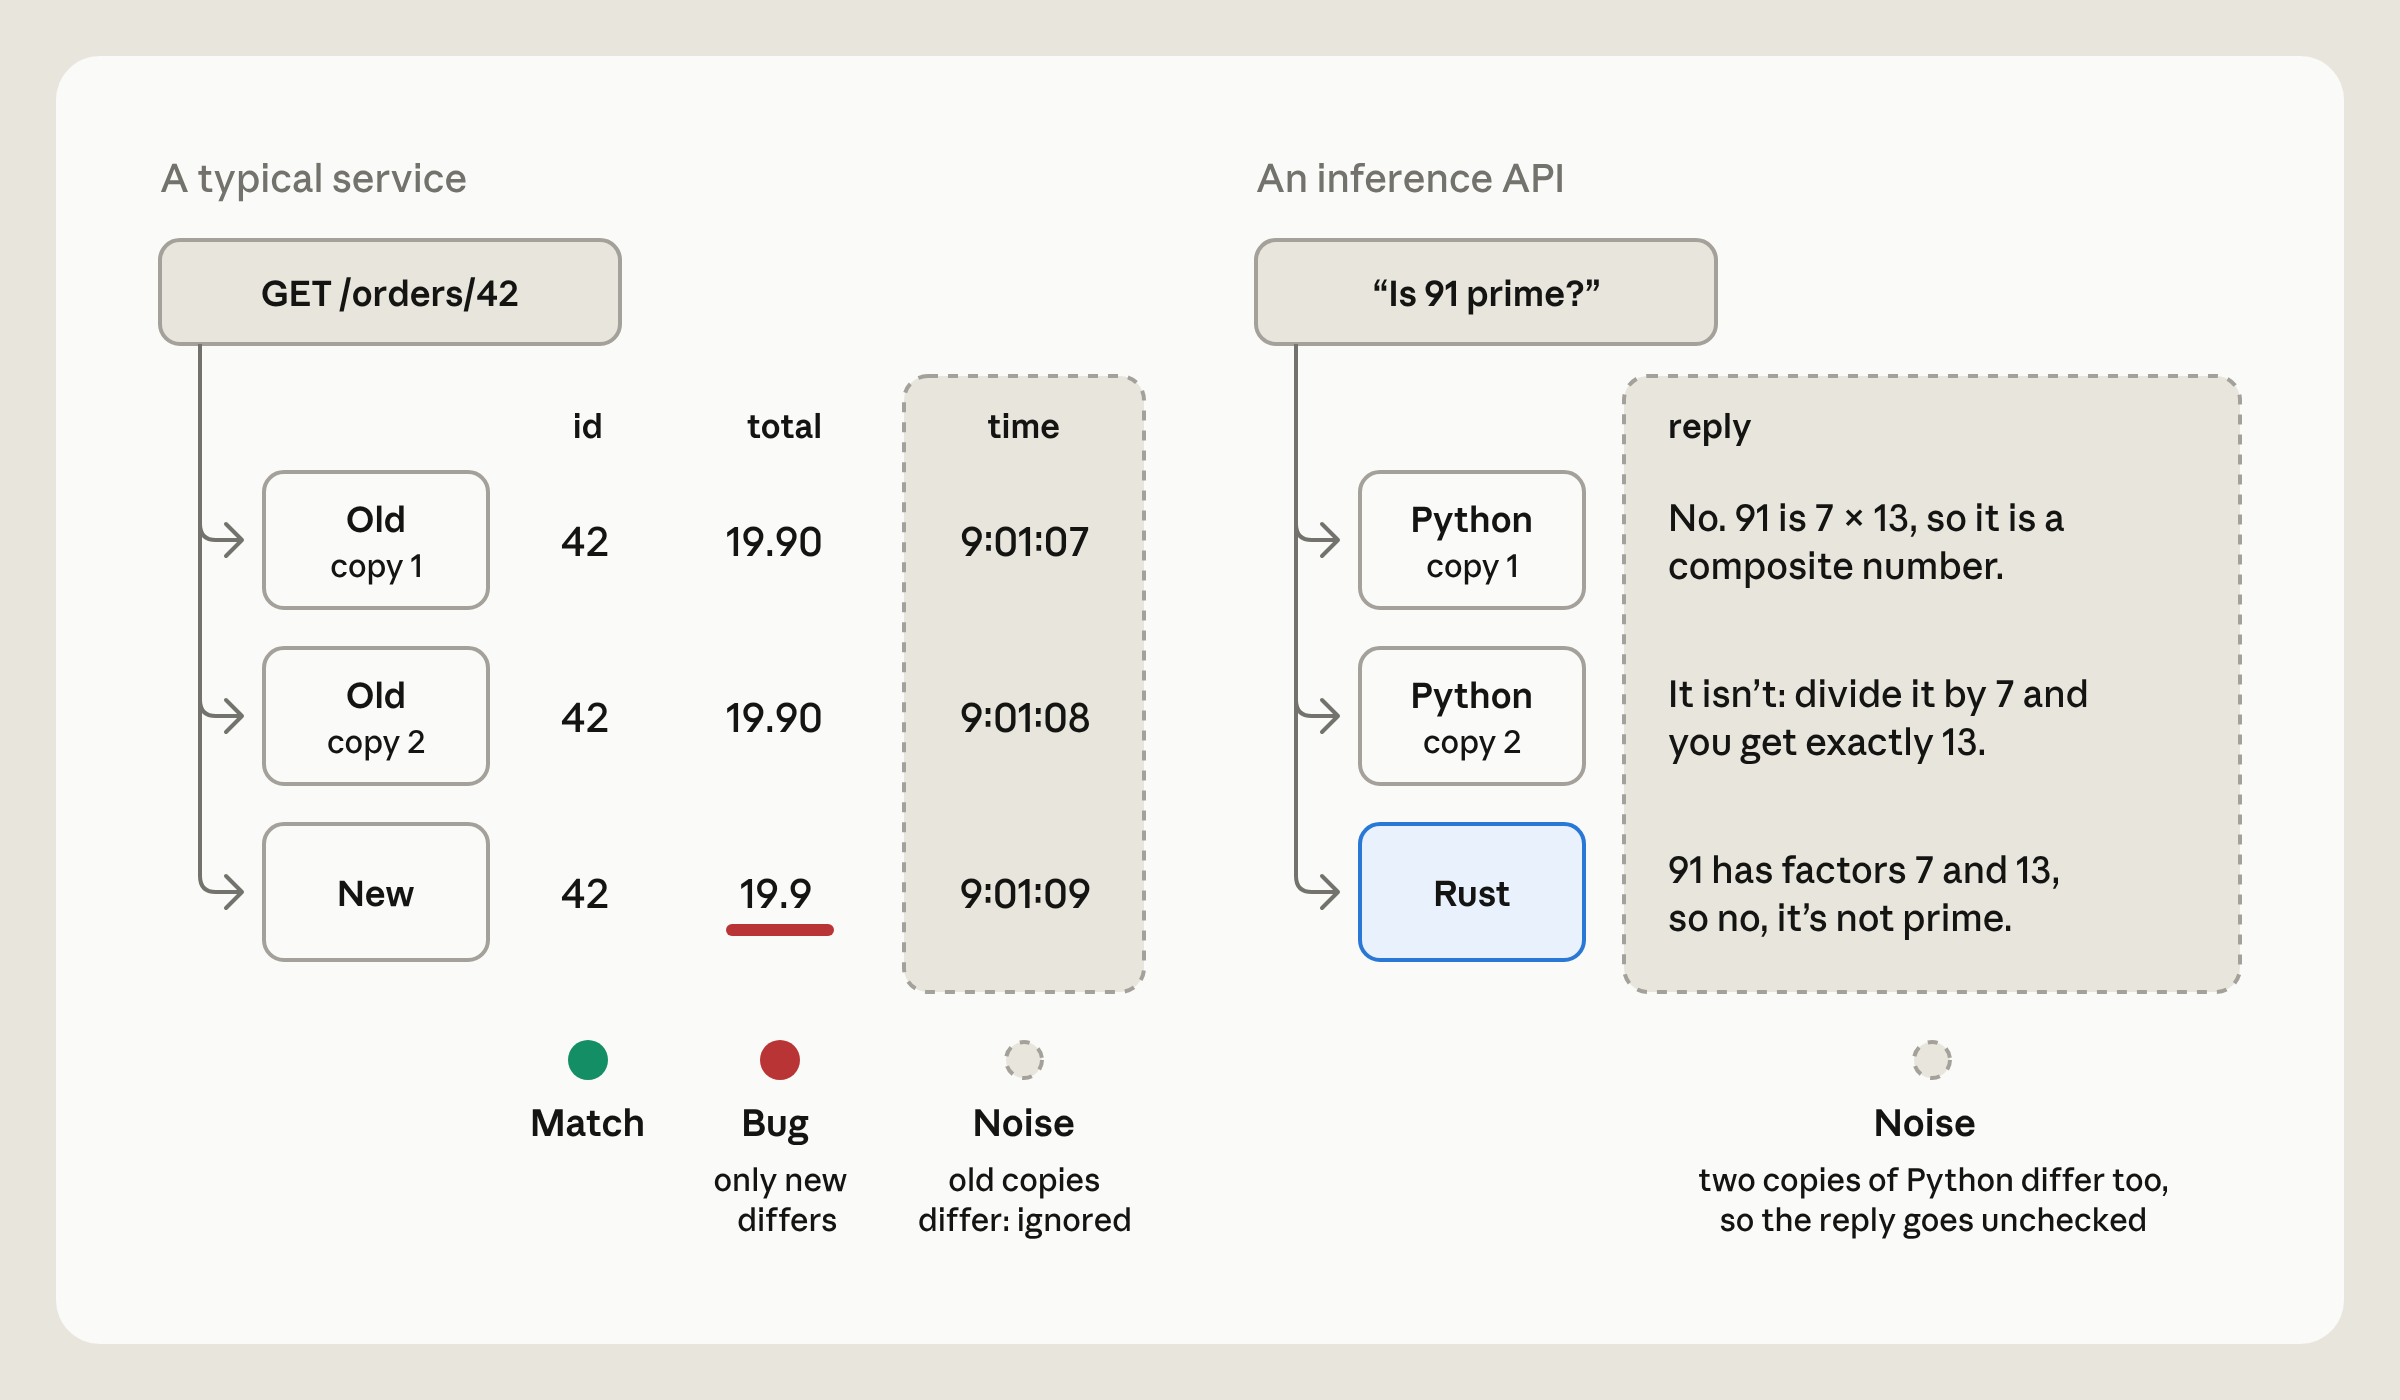 A typical service
GET /orders/42
id total time
Old
copy 1
42 19.90 9:01:07
Old
copy 2
42 19.90 9:01:08
New
42 19.9 9:01:09
Match
Bug
only new
differs
Noise
old copies
differ: ignored
An inference API
“Is 91 prime?”
reply
Python
copy 1
No. 91 is 7 × 13, so it is a
composite number.
Python
copy 2
It isn’t: divide it by 7 and
you get exactly 13.
Rust
91 has factors 7 and 13,
so no, it’s not prime.
Noise
two copies of Python differ too,
so the reply goes unchecked